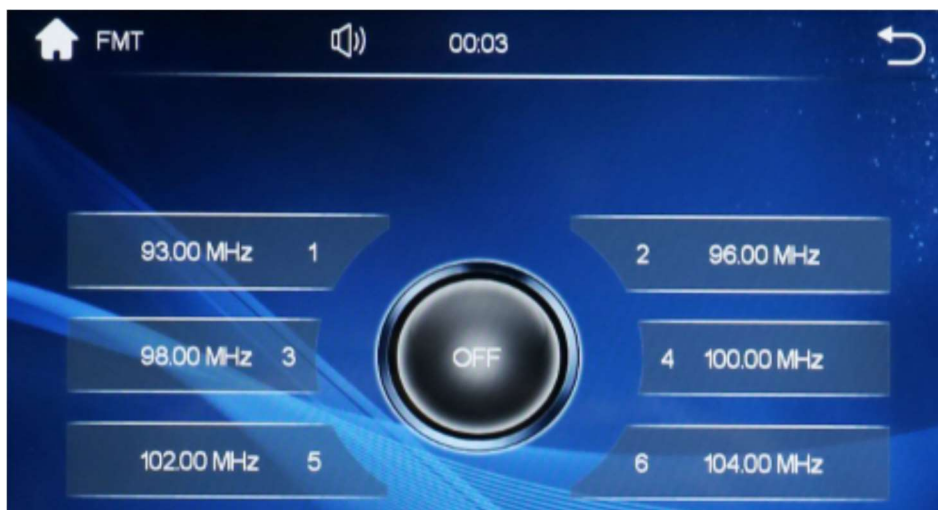 FMT 00:03
93.00 MHz 1 2 96.00 MHz
98.00 MHz 3 OFF 4 100.00 MHz
102.00 MHz 5 6 104.00 MHz